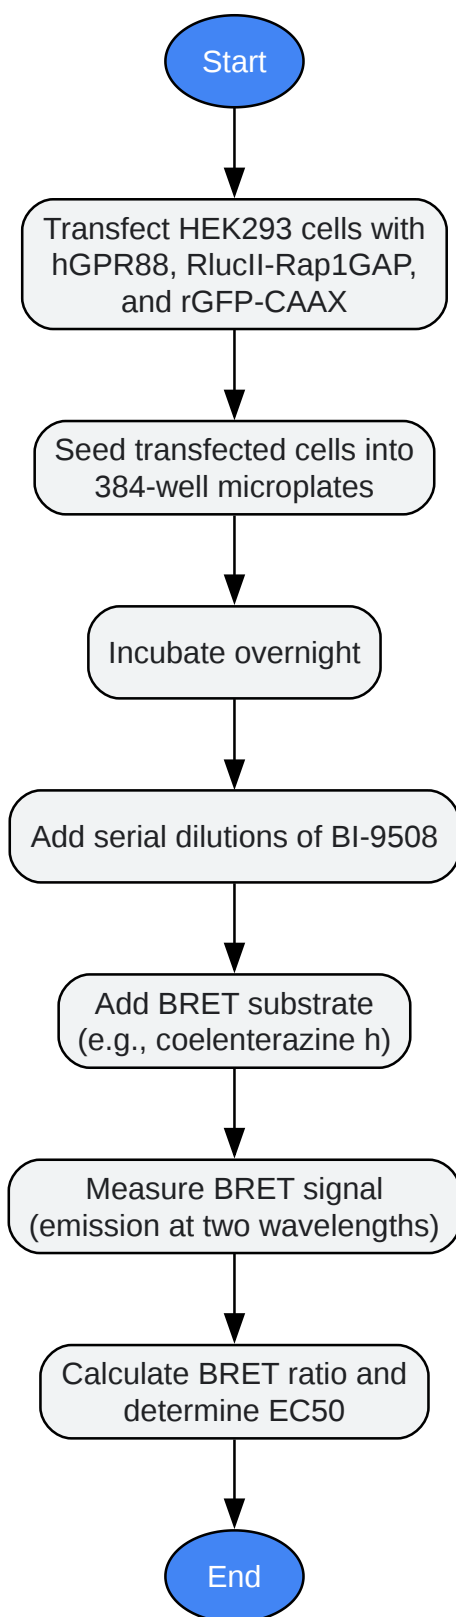 Start
Transfect HEK293 cells with
hGPR88, RlucII-Rap1GAP,
and rGFP-CAAX
Seed transfected cells into
384-well microplates
Incubate overnight
Add serial dilutions of BI-9508
Add BRET substrate
(e.g., coelenterazine h)
Measure BRET signal
(emission at two wavelengths)
Calculate BRET ratio and
determine EC50
End